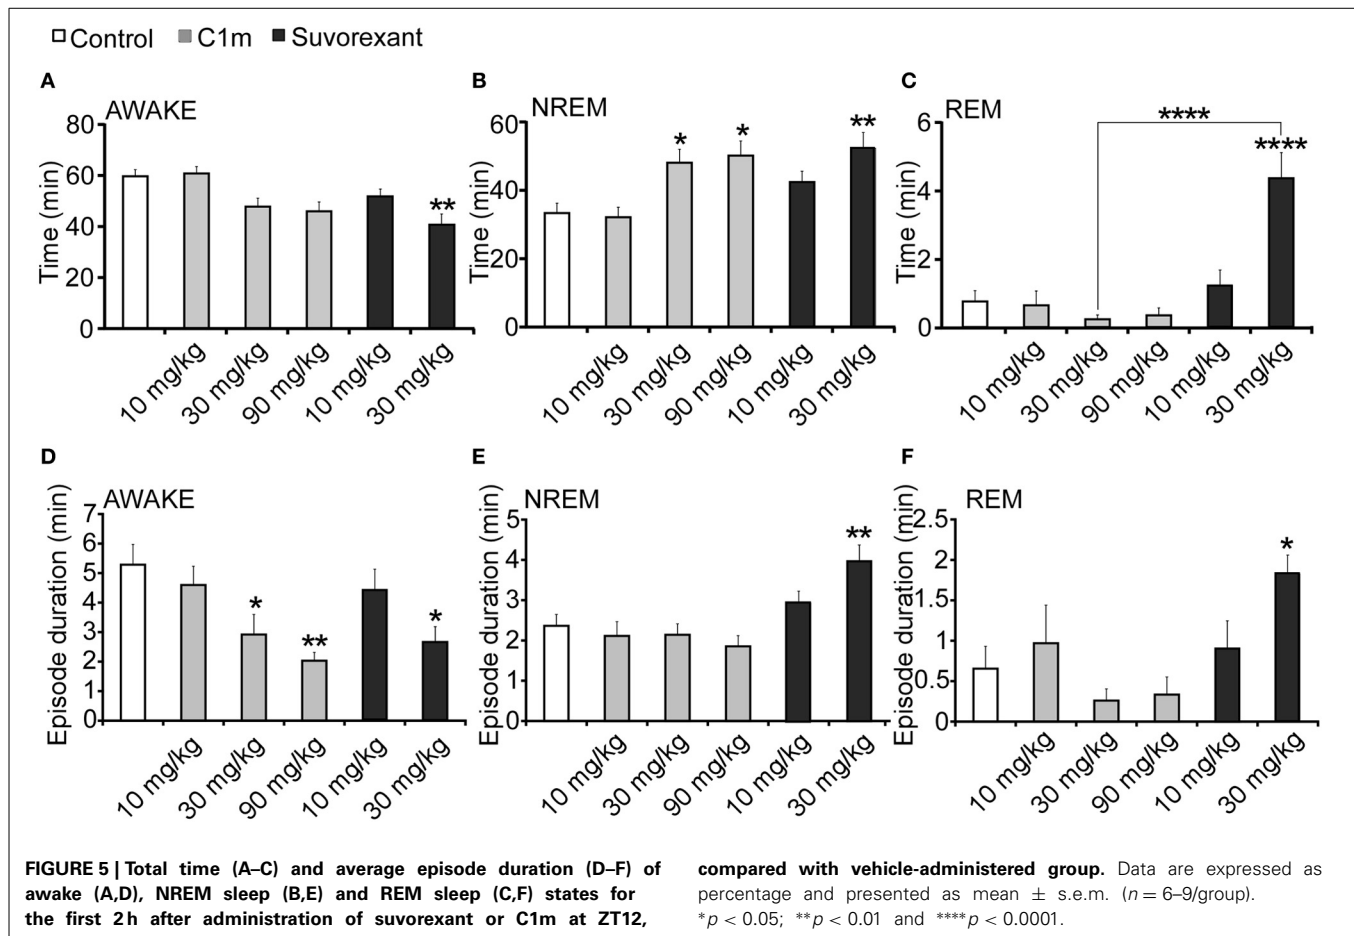 Control C1m Suvorexant
A
AWAKE
Time (min)
80
60
40
20
0
**
10 mg/kg
30 mg/kg
90 mg/kg
10 mg/kg
30 mg/kg
B
NREM
Time (min)
60
40
20
0
*
*
**
10 mg/kg
30 mg/kg
90 mg/kg
10 mg/kg
30 mg/kg
C
REM
Time (min)
6
4
2
0
****
****
10 mg/kg
30 mg/kg
90 mg/kg
10 mg/kg
30 mg/kg
D
AWAKE
Episode duration (min)
7
6
5
4
3
2
1
0
*
**
*
10 mg/kg
30 mg/kg
90 mg/kg
10 mg/kg
30 mg/kg
E
NREM
Episode duration (min)
5
4
3
2
1
0
**
10 mg/kg
30 mg/kg
90 mg/kg
10 mg/kg
30 mg/kg
F
REM
Episode duration (min)
2.5
2
1.5
1
0.5
0
*
10 mg/kg
30 mg/kg
90 mg/kg
10 mg/kg
30 mg/kg
FIGURE 5 | Total time (A–C) and average episode duration (D–F) of
awake (A,D), NREM sleep (B,E) and REM sleep (C,F) states for
the first 2 h after administration of suvorexant or C1m at ZT12,
compared with vehicle-administered group. Data are expressed as
percentage and presented as mean ± s.e.m. (n = 6–9/group).
*p < 0.05; **p < 0.01 and ****p < 0.0001.